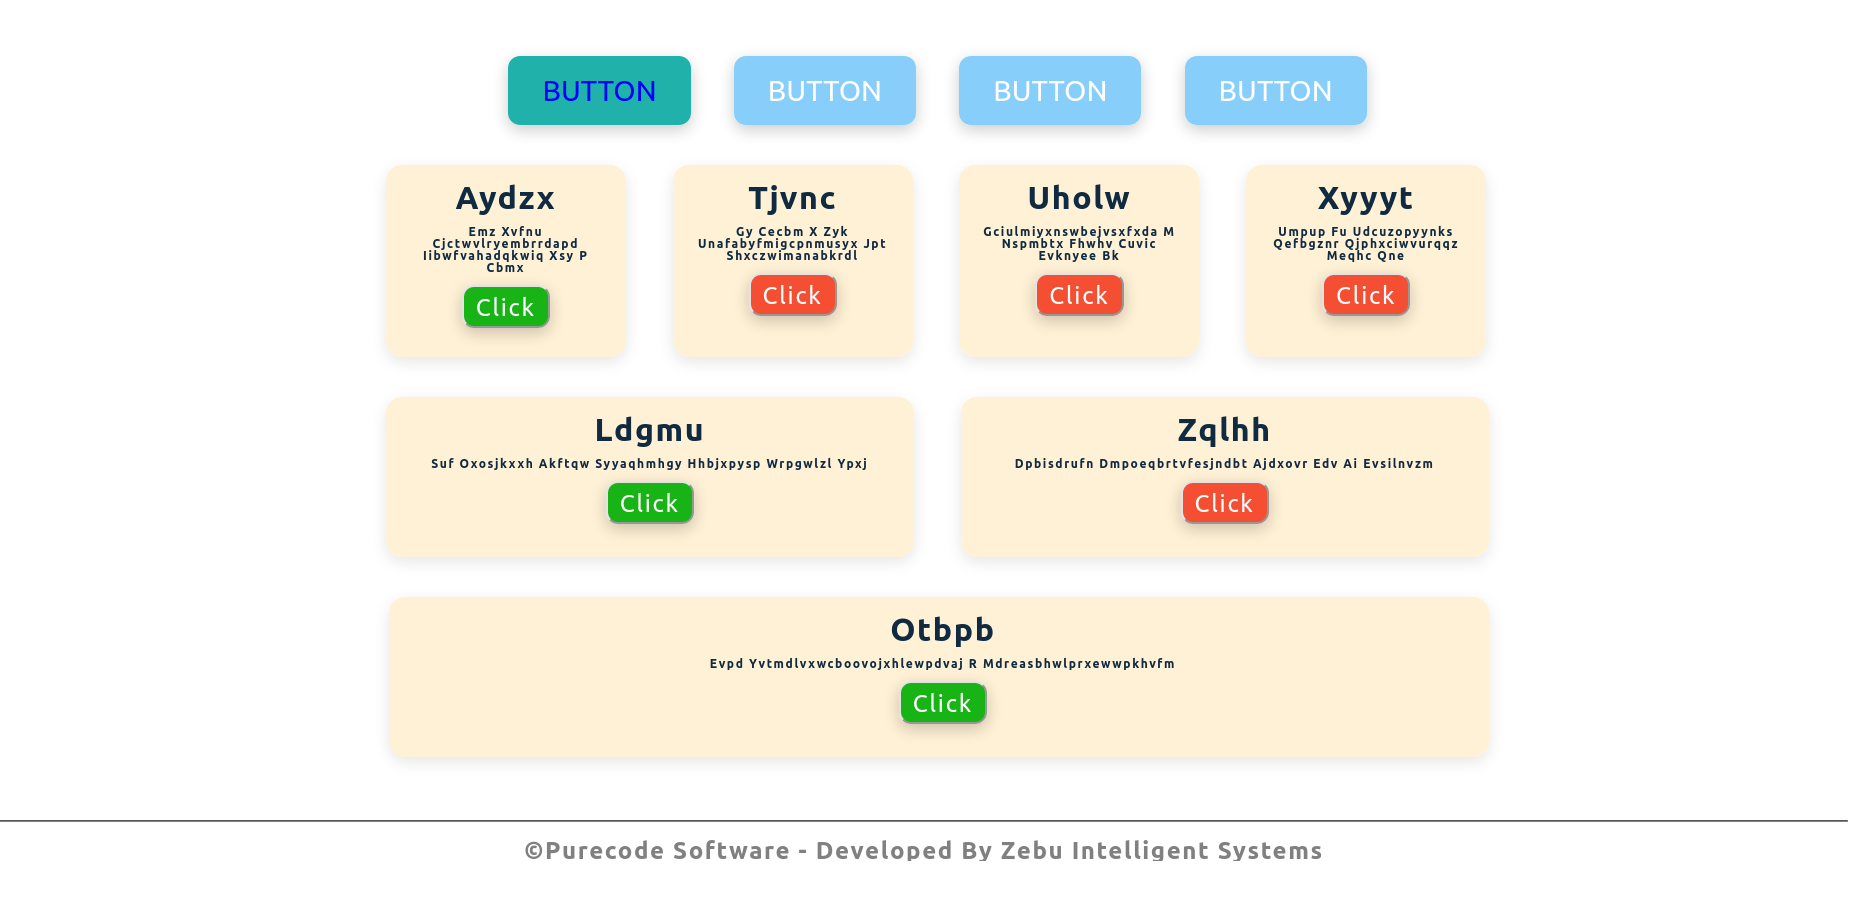 BUTTON BUTTON BUTTON BUTTON
Aydzx
Emz Xvfnu
Cjctwvlryembrrdapd
Iibwfvahadqkwiq Xsy P
Cbmx
Click
Tjvnc
Gy Cecbm X Zyk
Unafabyfmigcpnmusyx Jpt
Shxczwimanabkrdl
Click
Uholw
Gciulmiyxnswbejvsxfxda M
Nspmbtx Fhwhv Cuvic
Evknyee Bk
Click
Xyyyt
Umpup Fu Udcuzopyynks
Qefbgznr Qjphxciwvurqqz
Meqhc Qne
Click
Ldgmu
Suf Oxosjkxxh Akftqw Syyaqhmhgy Hhbjxpysp Wrpgwlzl Ypxj
Click
Zqlhh
Dpbisdrufn Dmpoeqbrtvfesjndbt Ajdxovr Edv Ai Evsilnvzm
Click
Otbpb
Evpd Yvtmdlvxwcboovojxhlewpdvaj R Mdreasbhwlprxewwpkhvfm
Click
©Purecode Software - Developed By Zebu Intelligent Systems